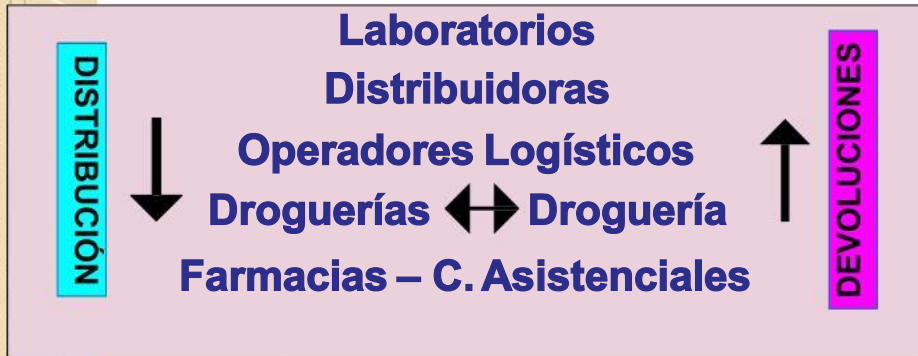 Laboratorios
DISTRIBUCIÓN
DEVOLUCIONES
Distribuidoras
Operadores Logísticos
Droguerías Droguería
Farmacias – C. Asistenciales